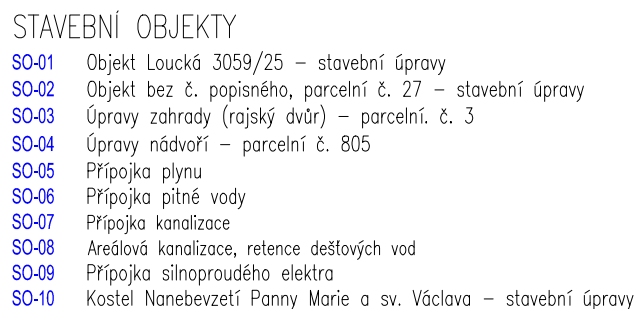 STAVEBNÍ OBJEKTY
SO-01 Objekt Loucká 3059/25 – stavební úpravy
SO-02 Objekt bez č. popisného, parcelní č. 27 – stavební úpravy
SO-03 Úpravy zahrady (rajský dvůr) – parcelní. č. 3
SO-04 Úpravy nádvoří – parcelní č. 805
SO-05 Přípojka plynu
SO-06 Přípojka pitné vody
SO-07 Přípojka kanalizace
SO-08 Areálová kanalizace, retence dešťových vod
SO-09 Přípojka silnoproudého elektra
SO-10 Kostel Nanebevzetí Panny Marie a sv. Václava – stavební úpravy